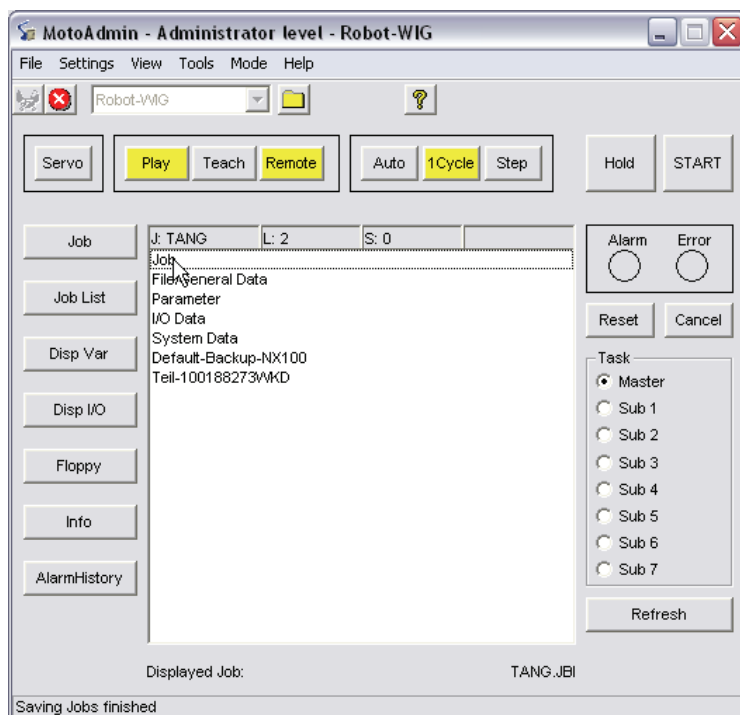 MotoAdmin - Administrator level - Robot-WIG
File Settings View Tools Mode Help
Robot-WIG
Servo Play Teach Remote Auto 1Cycle Step Hold START
Job
Job List
Disp Var
Disp I/O
Floppy
Info
AlarmHistory
J: TANG L: 2 S: 0
Job
File/General Data
Parameter
I/O Data
System Data
Default-Backup-NX100
Teil-100188273WKD
Alarm Error
Reset Cancel
Task
Master
Sub 1
Sub 2
Sub 3
Sub 4
Sub 5
Sub 6
Sub 7
Refresh
Displayed Job: TANG.JBI
Saving Jobs finished